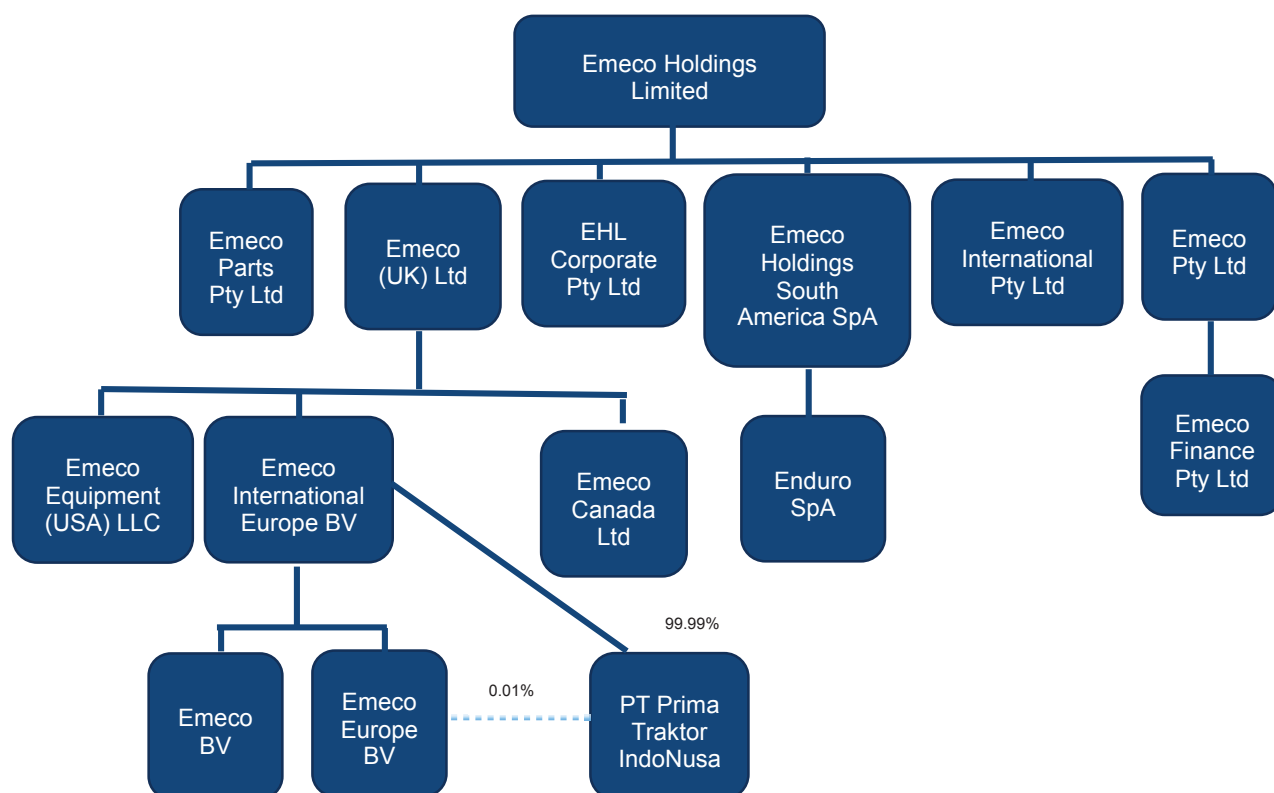 Emeco Holdings
Limited
Emeco
Parts
Pty Ltd
Emeco
(UK) Ltd
EHL
Corporate
Pty Ltd
Emeco
Holdings
South
America SpA
Emeco
International
Pty Ltd
Emeco
Pty Ltd
Emeco
Equipment
(USA) LLC
Emeco
International
Europe BV
Emeco
Canada
Ltd
Enduro
SpA
Emeco
Finance
Pty Ltd
99.99%
0.01%
Emeco
BV
Emeco
Europe
BV
PT Prima
Traktor
IndoNusa